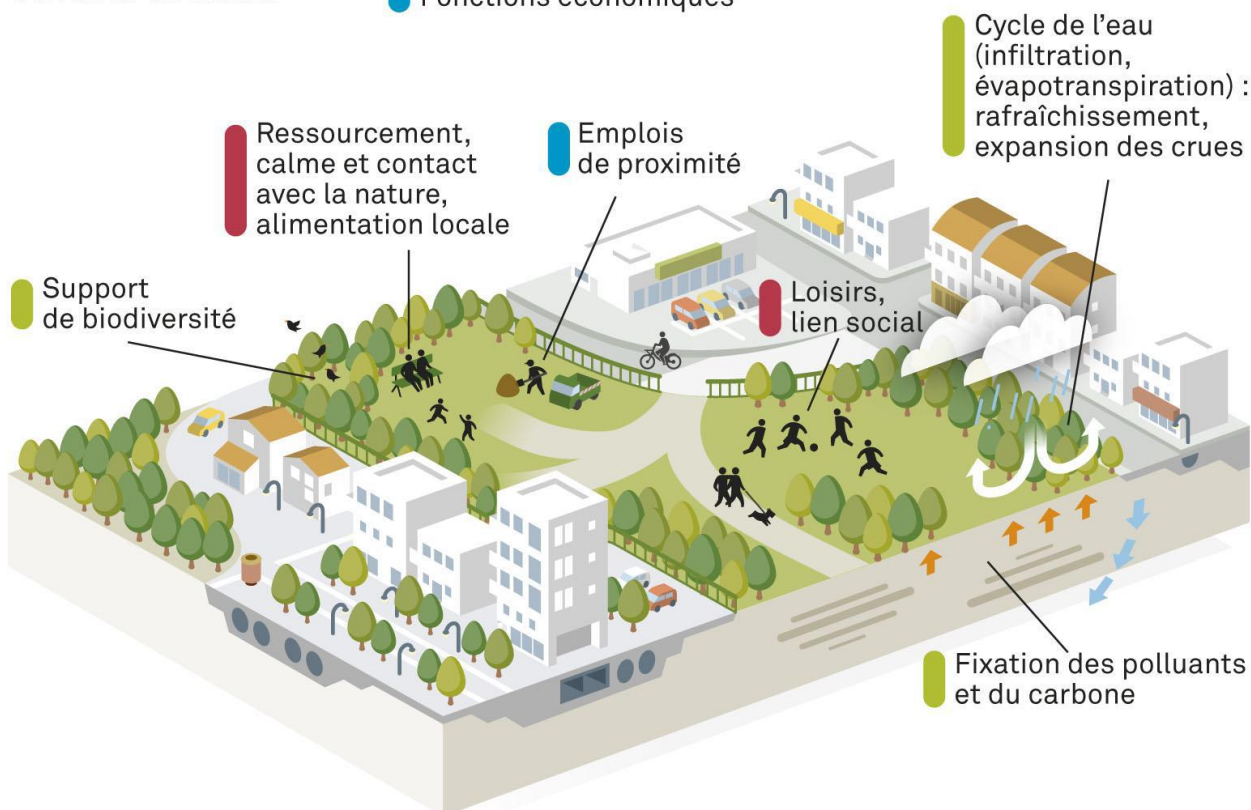 Fonctions économiques
Cycle de l'eau
(infiltration,
évapotranspiration) :
rafraîchissement,
expansion des crues
Ressourcement,
calme et contact
avec la nature,
alimentation locale
Emplois
de proximité
Support
de biodiversité
Loisirs,
lien social
Fixation des polluants
et du carbone